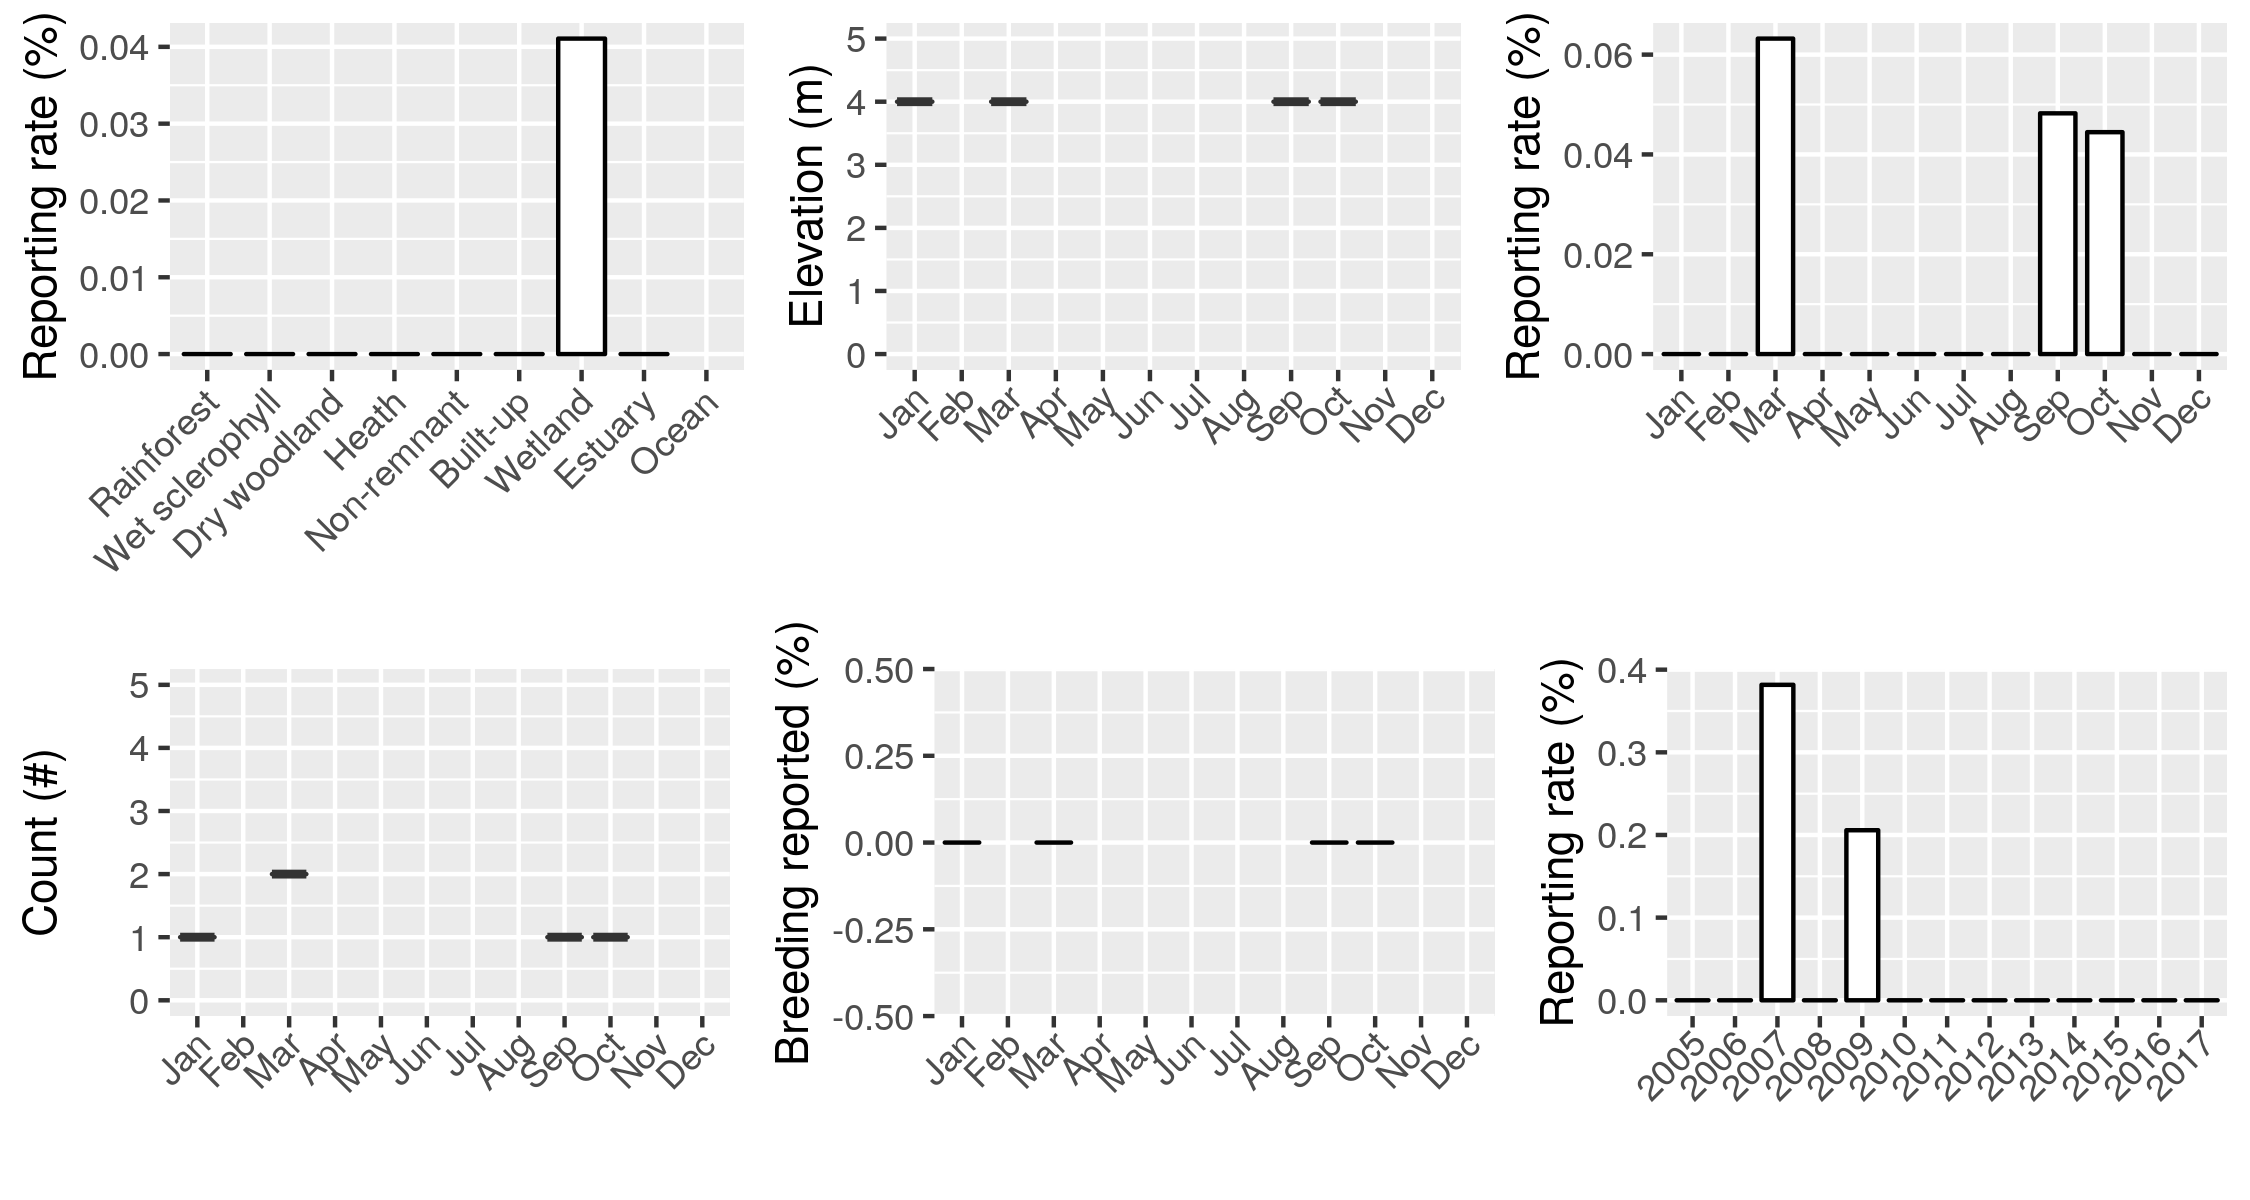 Reporting rate (%)
0.04
0.03
0.02
0.01
0.00
Rainforest
Wet sclerophyll
Dry woodland
Heath
Non-remnant
Built-up
Wetland
Estuary
Ocean
Elevation (m)
5
4
3
2
1
0
Jan
Feb
Mar
Apr
May
Jun
Jul
Aug
Sep
Oct
Nov
Dec
Reporting rate (%)
0.06
0.04
0.02
0.00
Jan
Feb
Mar
Apr
May
Jun
Jul
Aug
Sep
Oct
Nov
Dec
Count (#)
5
4
3
2
1
0
Jan
Feb
Mar
Apr
May
Jun
Jul
Aug
Sep
Oct
Nov
Dec
Breeding reported (%)
0.50
0.25
0.00
-0.25
-0.50
Jan
Feb
Mar
Apr
May
Jun
Jul
Aug
Sep
Oct
Nov
Dec
Reporting rate (%)
0.4
0.3
0.2
0.1
0.0
2005
2006
2007
2008
2009
2010
2011
2012
2013
2014
2015
2016
2017